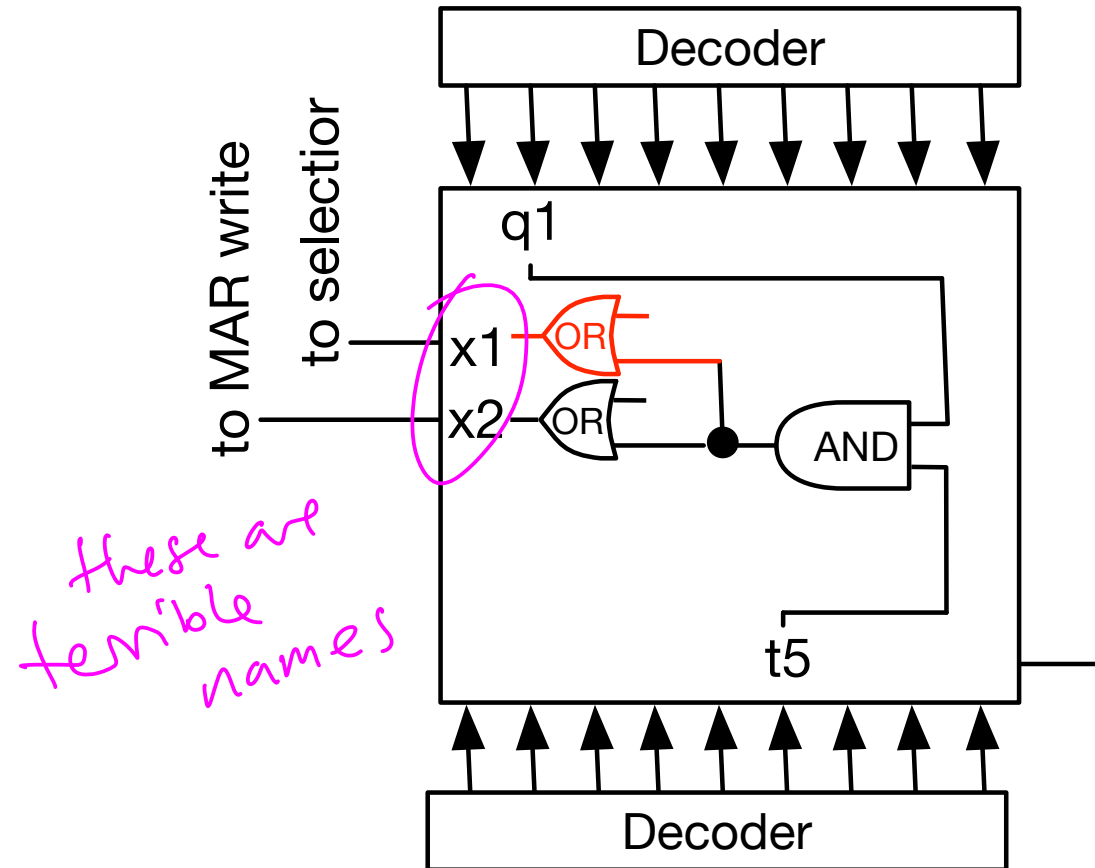 Decoder
to MAR write
to selectior
q1
x1
OR
x2
OR
AND
t5
these are
terrible
names
Decoder